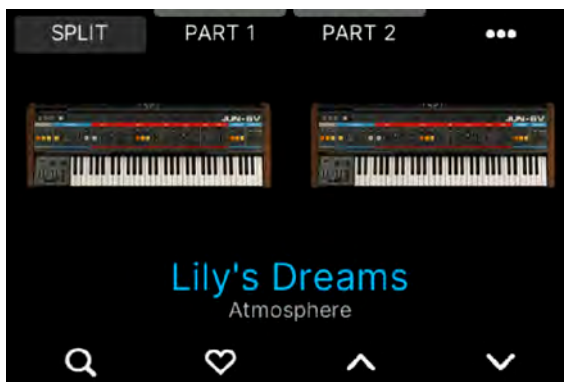 SPLIT PART 1 PART 2
JUN-6V JUN-6V
Lily's Dreams
Atmosphere